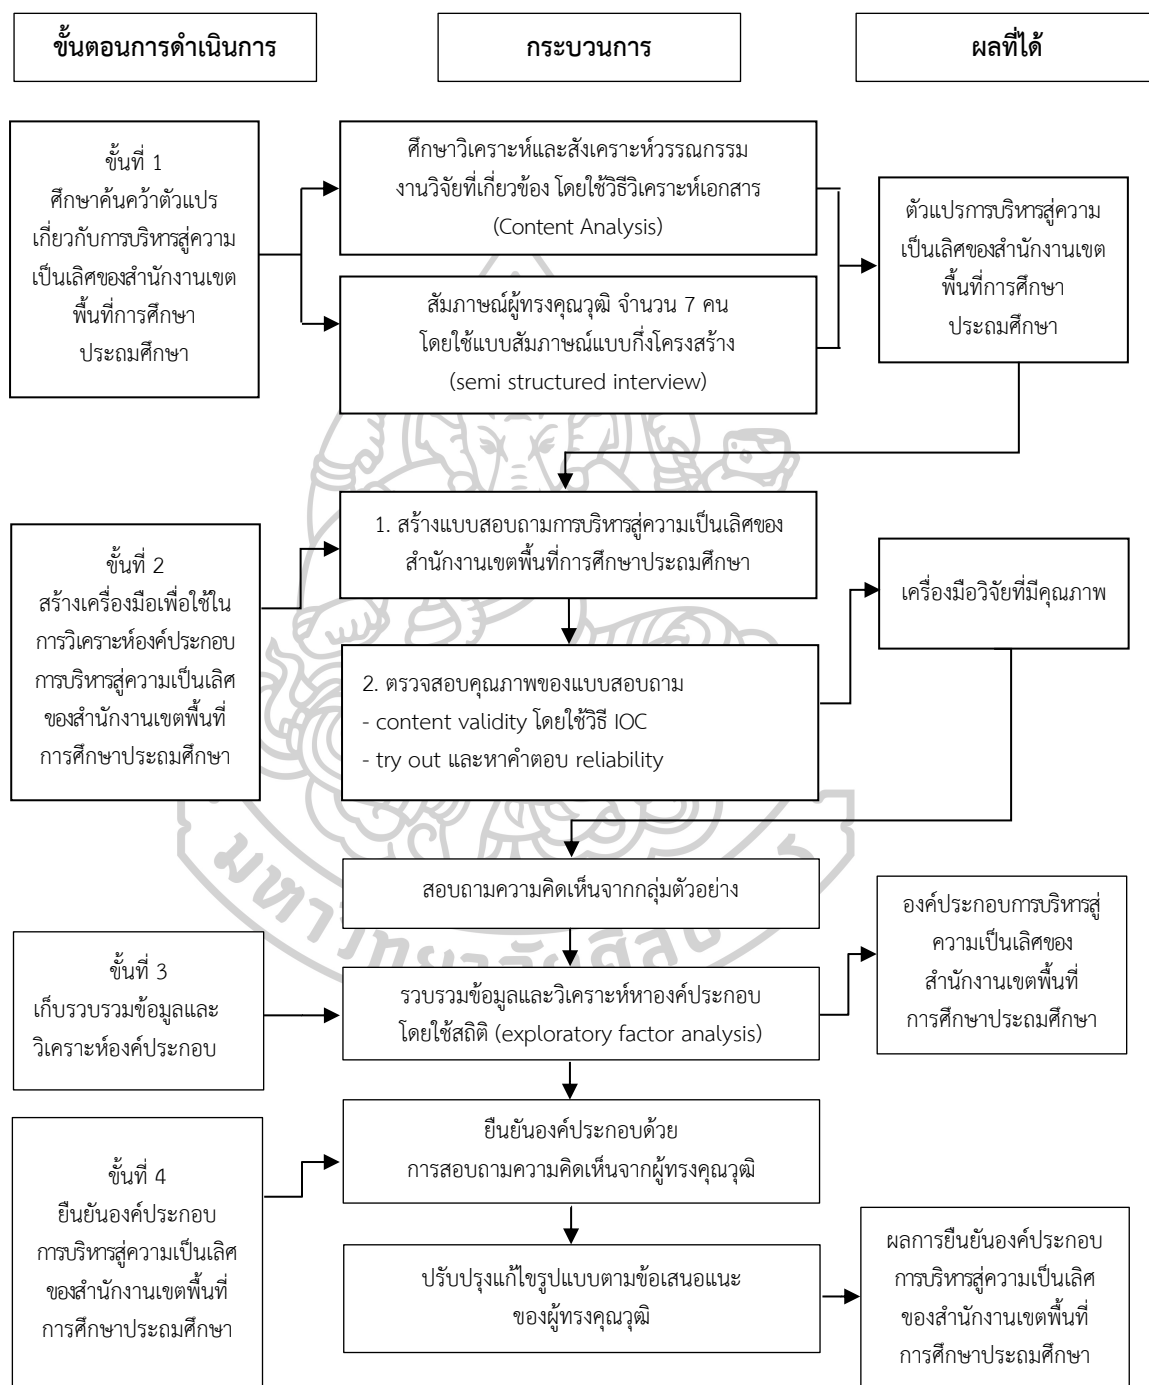 ขั้นตอนการดำเนินการ
กระบวนการ
ผลที่ได้
ขั้นที่ 1
ศึกษาค้นคว้าตัวแปร
เกี่ยวกับการบริหารสู่ความ
เป็นเลิศของสำนักงานเขต
พื้นที่การศึกษา
ประถมศึกษา
ศึกษาวิเคราะห์และสังเคราะห์วรรณกรรม
งานวิจัยที่เกี่ยวข้อง โดยใช้วิธีวิเคราะห์เอกสาร
(Content Analysis)
สัมภาษณ์ผู้ทรงคุณวุฒิ จำนวน 7 คน
โดยใช้แบบสัมภาษณ์แบบกึ่งโครงสร้าง
(semi structured interview)
ตัวแปรการบริหารสู่ความ
เป็นเลิศของสำนักงานเขต
พื้นที่การศึกษา
ประถมศึกษา
ขั้นที่ 2
สร้างเครื่องมือเพื่อใช้ใน
การวิเคราะห์องค์ประกอบ
การบริหารสู่ความเป็นเลิศ
ของสำนักงานเขตพื้นที่
การศึกษาประถมศึกษา
1. สร้างแบบสอบถามการบริหารสู่ความเป็นเลิศของ
สำนักงานเขตพื้นที่การศึกษาประถมศึกษา
2. ตรวจสอบคุณภาพของแบบสอบถาม
- content validity โดยใช้วิธี IOC
- try out และหาคำตอบ reliability
เครื่องมือวิจัยที่มีคุณภาพ
สอบถามความคิดเห็นจากกลุ่มตัวอย่าง
ขั้นที่ 3
เก็บรวบรวมข้อมูลและ
วิเคราะห์องค์ประกอบ
รวบรวมข้อมูลและวิเคราะห์หาองค์ประกอบ
โดยใช้สถิติ (exploratory factor analysis)
องค์ประกอบการบริหารสู่
ความเป็นเลิศของ
สำนักงานเขตพื้นที่
การศึกษาประถมศึกษา
ขั้นที่ 4
ยืนยันองค์ประกอบ
การบริหารสู่ความเป็นเลิศ
ของสำนักงานเขตพื้นที่
การศึกษาประถมศึกษา
ยืนยันองค์ประกอบด้วย
การสอบถามความคิดเห็นจากผู้ทรงคุณวุฒิ
ปรับปรุงแก้ไขรูปแบบตามข้อเสนอแนะ
ของผู้ทรงคุณวุฒิ
ผลการยืนยันองค์ประกอบ
การบริหารสู่ความเป็นเลิศ
ของสำนักงานเขตพื้นที่
การศึกษาประถมศึกษา